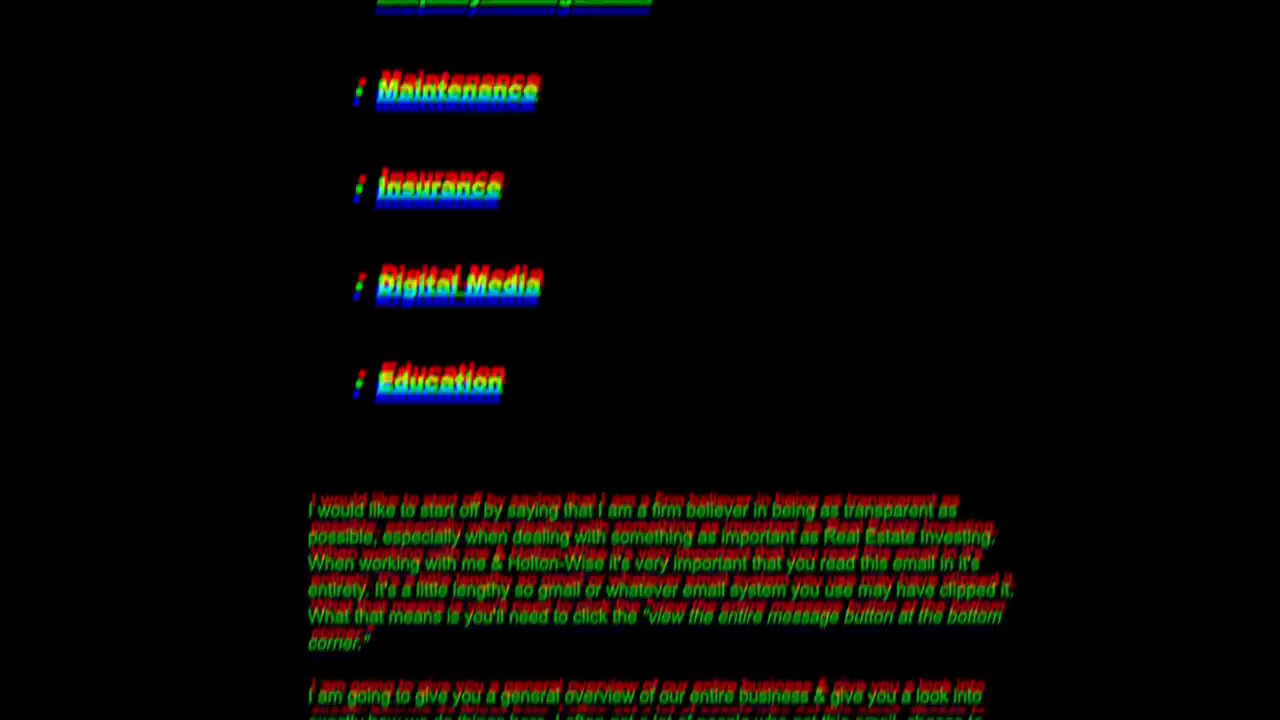 Maintenance
Insurance
Digital Media
Education
I would like to start off by saying that I am a firm believer in being as transparent as
possible, especially when dealing with something as important as Real Estate Investing.
When working with me & Holton-Wise it's very important that you read this email in it's
entirety. It's a little lengthy so gmail or whatever email system you use may have clipped it.
What that means is you'll need to click the "view the entire message button at the bottom
corner."
I am going to give you a general overview of our entire business & give you a look into